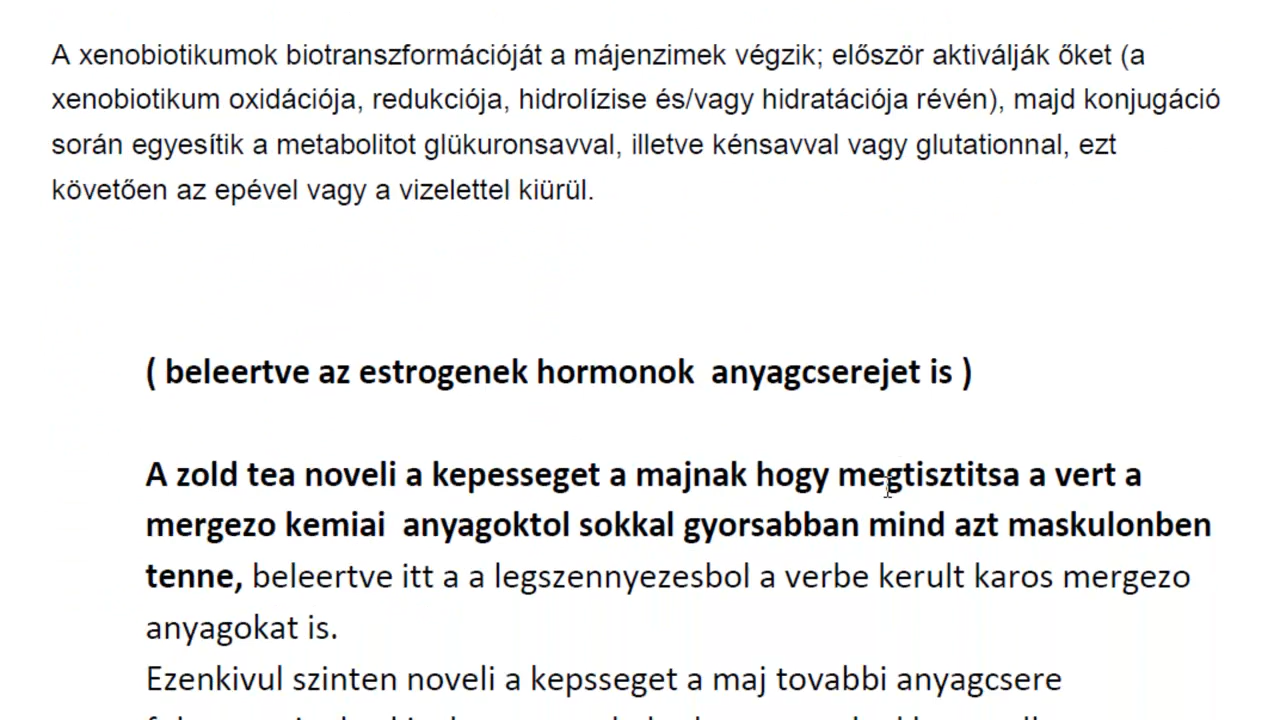 A xenobiotikumok biotranszformációját a májenzimek végzik; először aktiválják őket (a
xenobiotikum oxidációja, redukciója, hidrolízise és/vagy hidratációja révén), majd konjugáció
során egyesítik a metabolitot glükuronsavval, illetve kénsavval vagy glutationnal, ezt
követően az epével vagy a vizelettel kiürül.
( beleertve az estrogenek hormonok  anyagcserejet is )
A zold tea noveli a kepesseget a majnak hogy megtisztitsa a vert a
mergezo kemiai  anyagoktol sokkal gyorsabban mind azt maskulonben
tenne, beleertve itt a a legszennyezesbol a verbe kerult karos mergezo
anyagokat is.
Ezenkivul szinten noveli a kepsseget a maj tovabbi anyagcsere